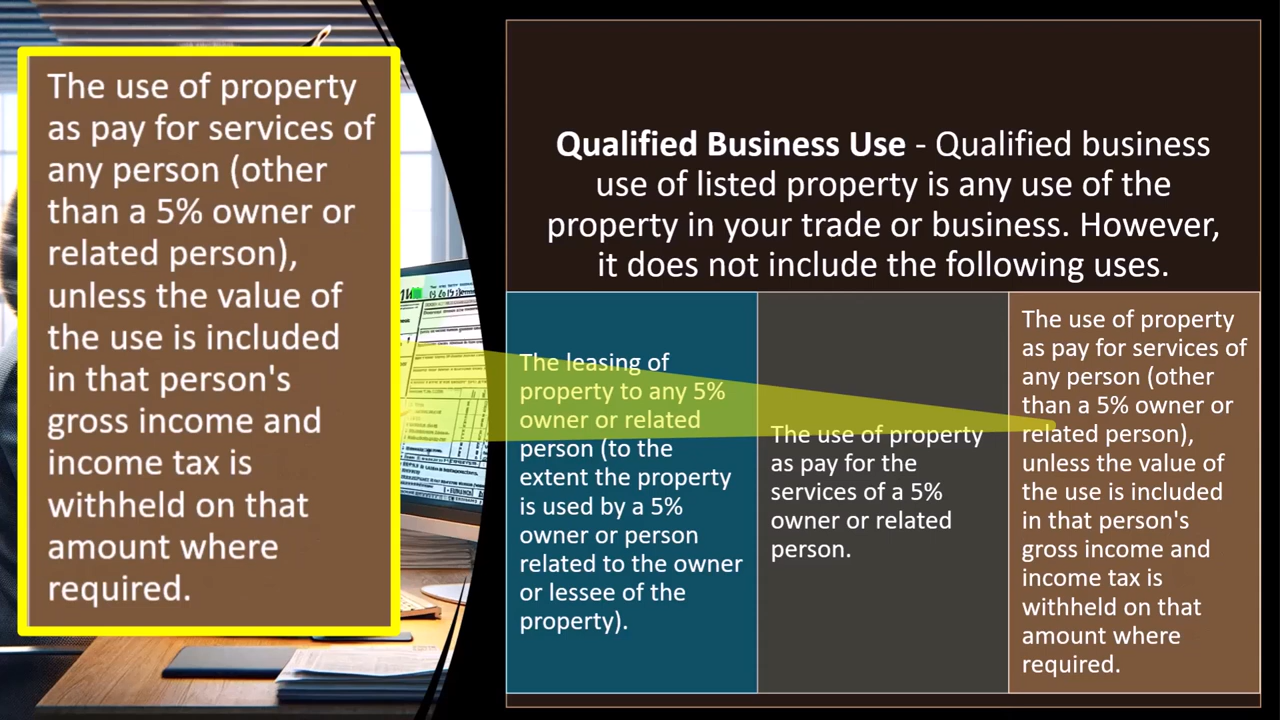 The use of property
as pay for services of
any person (other
than a 5% owner or
related person),
unless the value of
the use is included
in that person's
gross income and
income tax is
withheld on that
amount where
required.
Qualified Business Use - Qualified business
use of listed property is any use of the
property in your trade or business. However,
it does not include the following uses.
The leasing of
property to any 5%
owner or related
person (to the
extent the property
is used by a 5%
owner or person
related to the owner
or lessee of the
property).
The use of property
as pay for the
services of a 5%
owner or related
person.
The use of property
as pay for services of
any person (other
than a 5% owner or
related person),
unless the value of
the use is included
in that person's
gross income and
income tax is
withheld on that
amount where
required.